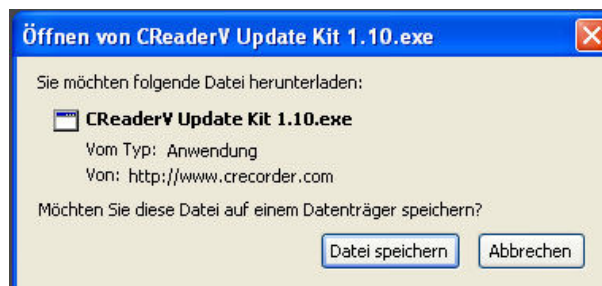 Öffnen von CReaderV Update Kit 1.10.exe
Sie möchten folgende Datei herunterladen:
CReaderV Update Kit 1.10.exe
Vom Typ: Anwendung
Von: http://www.crecorder.com
Möchten Sie diese Datei auf einem Datenträger speichern?
Datei speichern Abbrechen